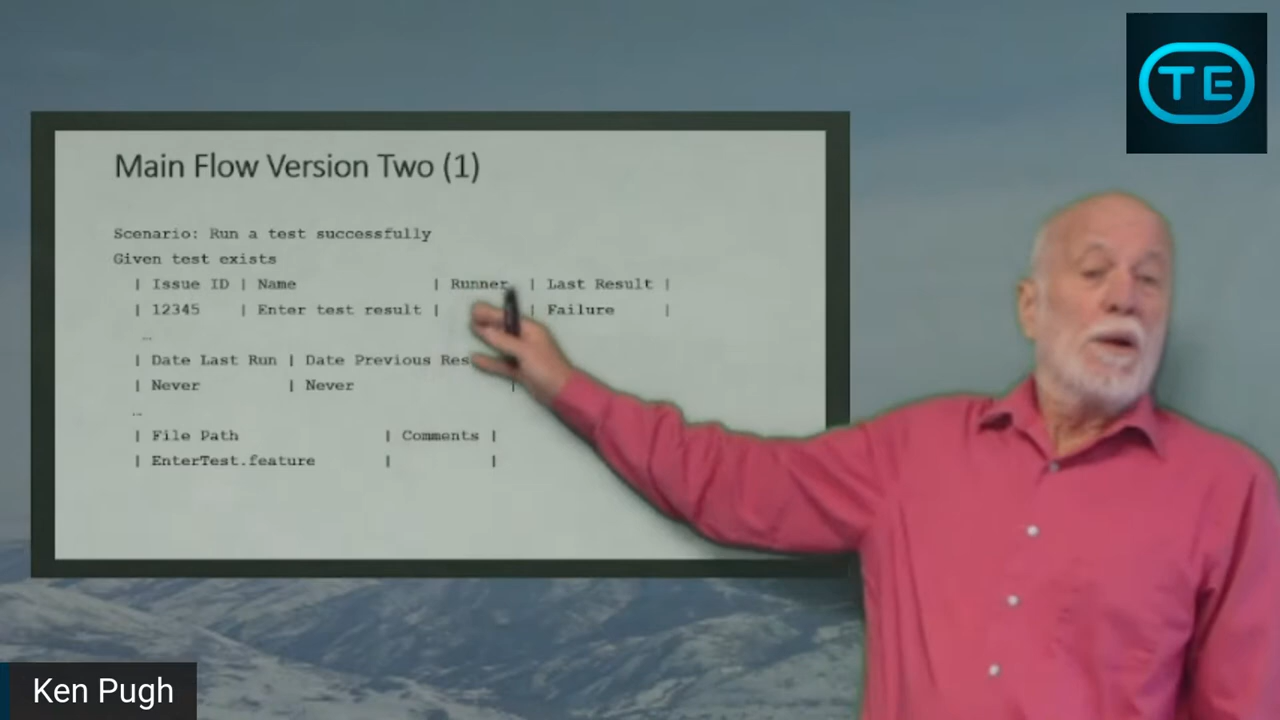 TE
Main Flow Version Two (1)
Scenario: Run a test successfully
Given test exists
| Issue ID | Name | Runner | Last Result |
| 12345 | Enter test result | | Failure |
…
| Date Last Run | Date Previous Res
| Never | Never |
…
| File Path | Comments |
| EnterTest.feature | |
Ken Pugh